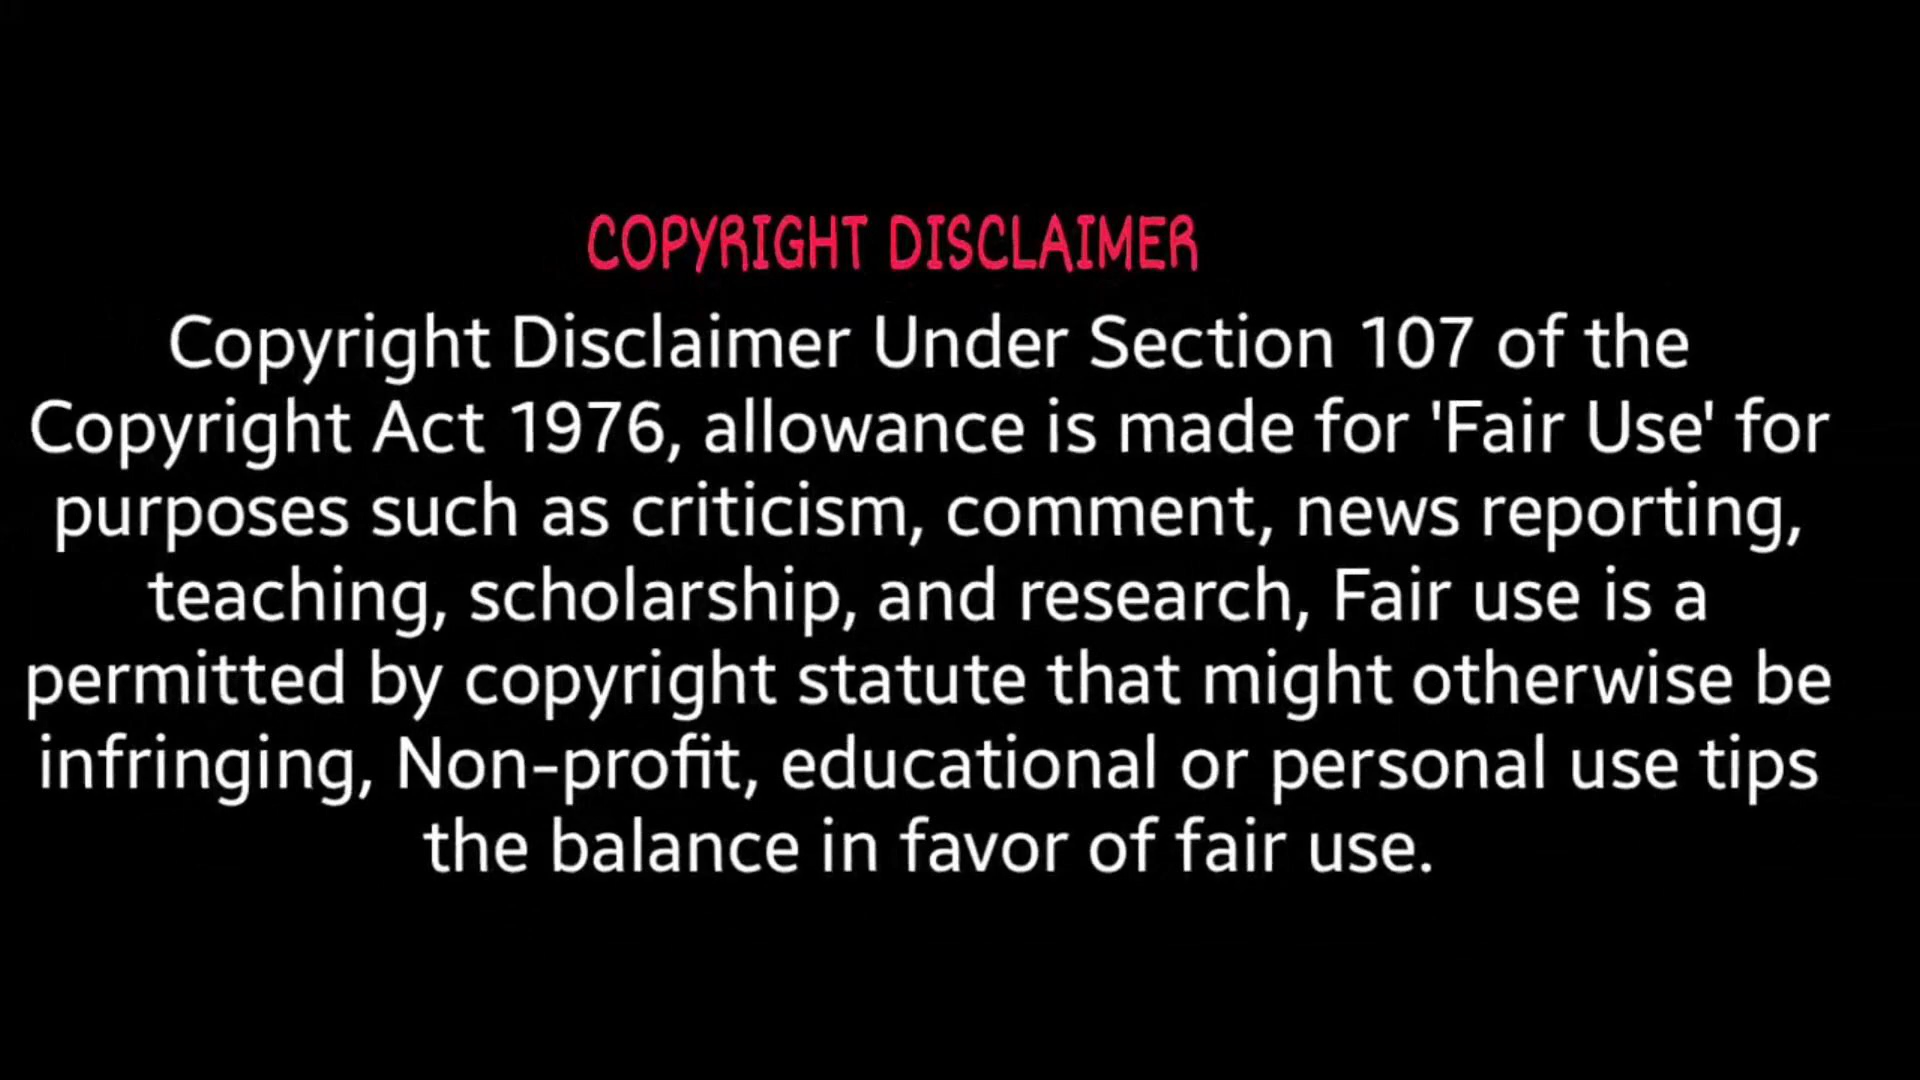 COPYRIGHT DISCLAIMER
Copyright Disclaimer Under Section 107 of the
Copyright Act 1976, allowance is made for 'Fair Use' for
purposes such as criticism, comment, news reporting,
teaching, scholarship, and research, Fair use is a
permitted by copyright statute that might otherwise be
infringing, Non-profit, educational or personal use tips
the balance in favor of fair use.